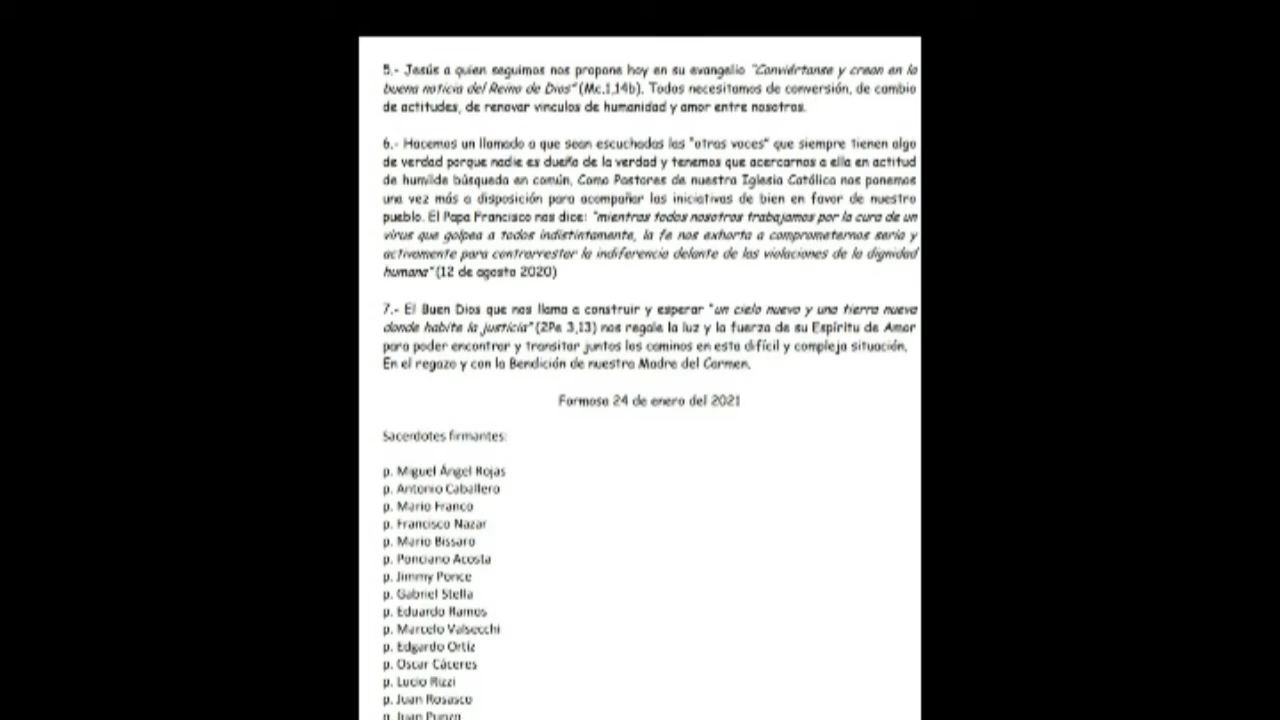 5.- Jesús a quien seguimos nos propone hoy en su evangelio "Conviértanse y crean en la
buena noticia del Reino de Dios" (Mc.1,14b). Todos necesitamos de conversión, de cambio
de actitudes, de renovar vínculos de humanidad y amor entre nosotros.
6.- Hacemos un llamado a que sean escuchadas las "otras voces" que siempre tienen algo
de verdad porque nadie es dueño de la verdad y tenemos que acercarnos a ella en actitud
de humilde búsqueda en común. Como Pastores de nuestra Iglesia Católica nos ponemos
una vez más a disposición para acompañar las iniciativas de bien en favor de nuestro
pueblo. El Papa Francisco nos dice: "mientras todos nosotros trabajamos por la cura de un
virus que golpea a todos indistintamente, la fe nos exhorta a comprometernos seria y
activamente para contrarrestar la indiferencia delante de las violaciones de la dignidad
humana" (12 de agosto 2020)
7.- El Buen Dios que nos llama a construir y esperar "un cielo nuevo y una tierra nueva
donde habite la justicia" (2Pe 3,13) nos regale la luz y la fuerza de su Espíritu de Amor
para poder encontrar y transitar juntos los caminos en esta difícil y compleja situación.
En el regazo y con la Bendición de nuestra Madre del Carmen.
Formosa 24 de enero del 2021
Sacerdotes firmantes:
p. Miguel Ángel Rojas
p. Antonio Caballero
p. Mario Franco
p. Francisco Nazar
p. Mario Bissaro
p. Ponciano Acosta
p. Jimmy Ponce
p. Gabriel Stella
p. Eduardo Ramos
p. Marcelo Valsecchi
p. Edgardo Ortíz
p. Oscar Cáceres
p. Lucio Rizzi
p. Juan Rosasco
p. Juan